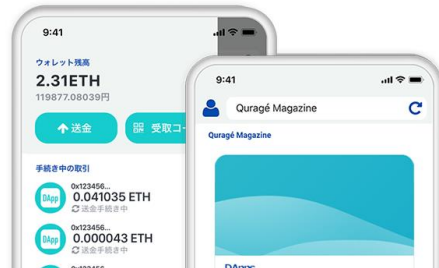 9:41
ウォレット残高
2.31ETH
119877.08039円
送金
受取コー
手続き中の取引
DApp
0x123456...
0.041035 ETH
送金手続き中
DApp
0x123456...
0.000043 ETH
送金手続き中
0x123456...
9:41
Quragé Magazine
Quragé Magazine
DApps